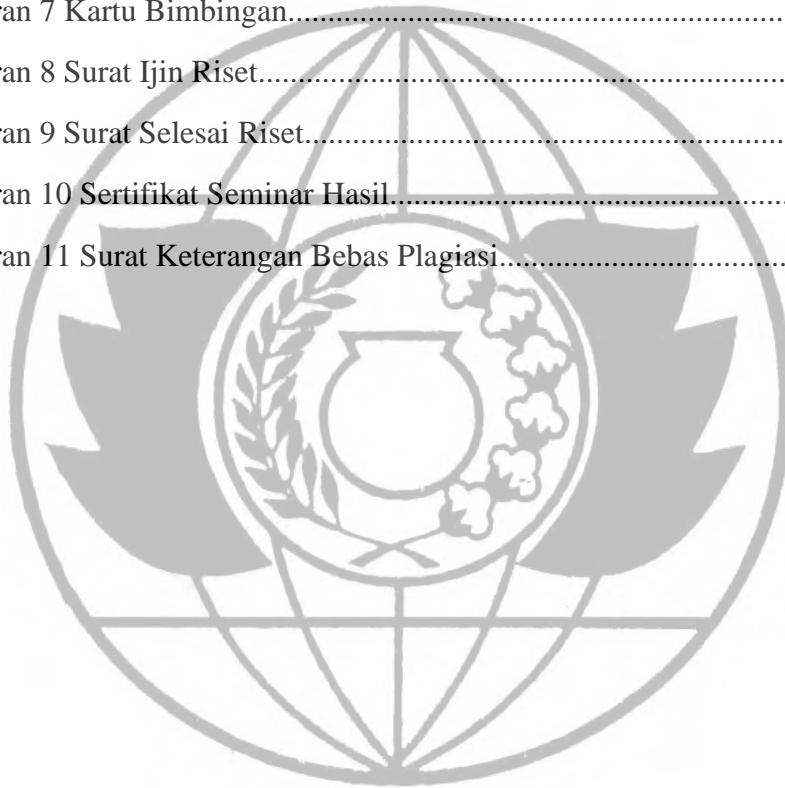 ran 7 Kartu Bimbingan..........................................................................
ran 8 Surat Ijin Riset..............................................................................
ran 9 Surat Selesai Riset........................................................................
ran 10 Sertifikat Seminar Hasil..............................................................
ran 11 Surat Keterangan Bebas Plagiasi...............................................